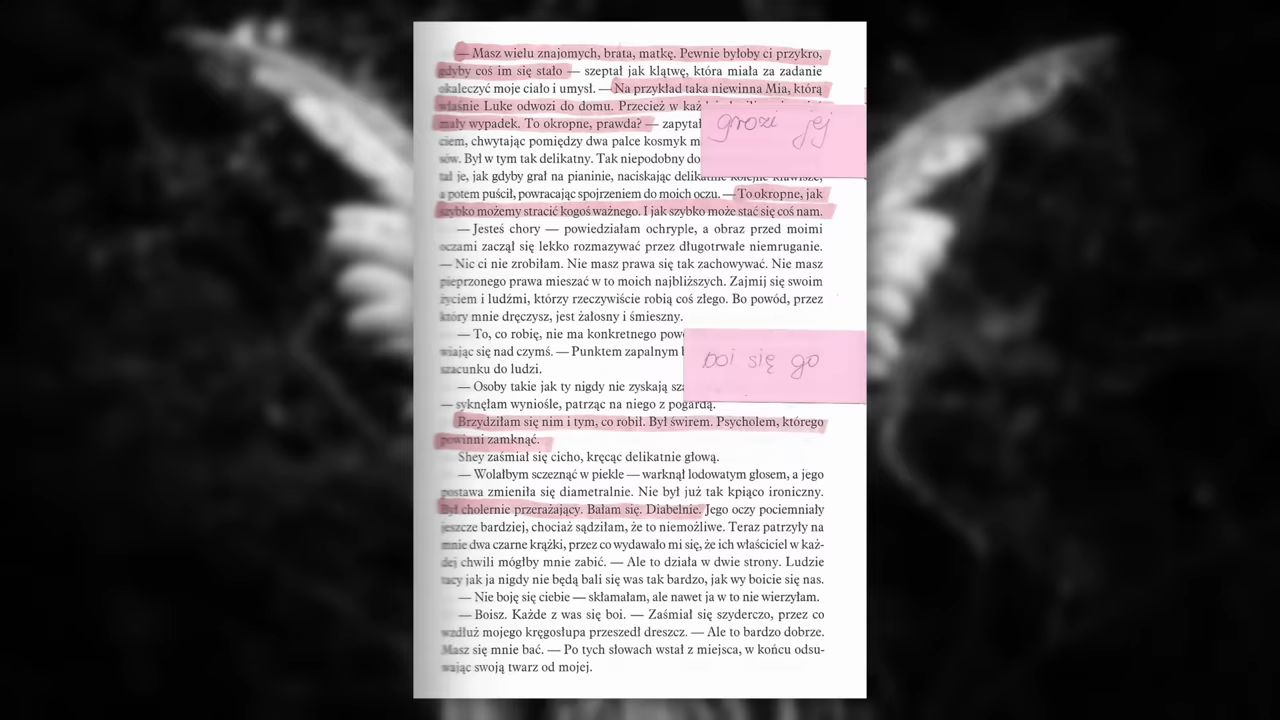 — Masz wielu znajomych, brata, matkę. Pewnie byłoby ci przykro,
gdyby coś im się stało — szeptał jak klątwę, która miała za zadanie
okaleczyć moje ciało i umysł. — Na przykład taka niewinna Mia, którą
właśnie Luke odwozi do domu. Przecież w każ
mały wypadek. To okropne, prawda? — zapytał
grozi jej
ciem, chwytając pomiędzy dwa palce kosmyk m
sów. Był w tym tak delikatny. Tak niepodobny do
tał je, jak gdyby grał na pianinie, naciskając delikatnie kolejne klawisze,
a potem puścił, powracając spojrzeniem do moich oczu. — To okropne, jak
szybko możemy stracić kogoś ważnego. I jak szybko może stać się coś nam.
— Jesteś chory — powiedziałam ochryple, a obraz przed moimi
oczami zaczął się lekko rozmazywać przez długotrwałe niemruganie.
— Nic ci nie zrobiłam. Nie masz prawa się tak zachowywać. Nie masz
pieprzonego prawa mieszać w to moich najbliższych. Zajmij się swoim
życiem i ludźmi, którzy rzeczywiście robią coś złego. Bo powód, przez
który mnie dręczysz, jest żałosny i śmieszny.
— To, co robię, nie ma konkretnego powo
wiając się nad czymś. — Punktem zapalnym b
boi się go
szacunku do ludzi.
— Osoby takie jak ty nigdy nie zyskają sza
— syknęłam wyniośle, patrząc na niego z pogardą.
Brzydziłam się nim i tym, co robił. Był świrem. Psycholem, którego
powinni zamknąć.
Shey zaśmiał się cicho, kręcąc delikatnie głową.
— Wolałbym sczeznąć w piekle — warknął lodowatym głosem, a jego
postawa zmieniła się diametralnie. Nie był już tak kpiąco ironiczny.
Był cholernie przerażający. Bałam się. Diabelnie. Jego oczy pociemniały
jeszcze bardziej, chociaż sądziłam, że to niemożliwe. Teraz patrzyły na
mnie dwa czarne krążki, przez co wydawało mi się, że ich właściciel w każ-
dej chwili mógłby mnie zabić. — Ale to działa w dwie strony. Ludzie
tacy jak ja nigdy nie będą bali się was tak bardzo, jak wy boicie się nas.
— Nie boję się ciebie — skłamałam, ale nawet ja w to nie wierzyłam.
— Boisz. Każde z was się boi. — Zaśmiał się szyderczo, przez co
wzdłuż mojego kręgosłupa przeszedł dreszcz. — Ale to bardzo dobrze.
Masz się mnie bać. — Po tych słowach wstał z miejsca, w końcu odsu-
wając swoją twarz od mojej.